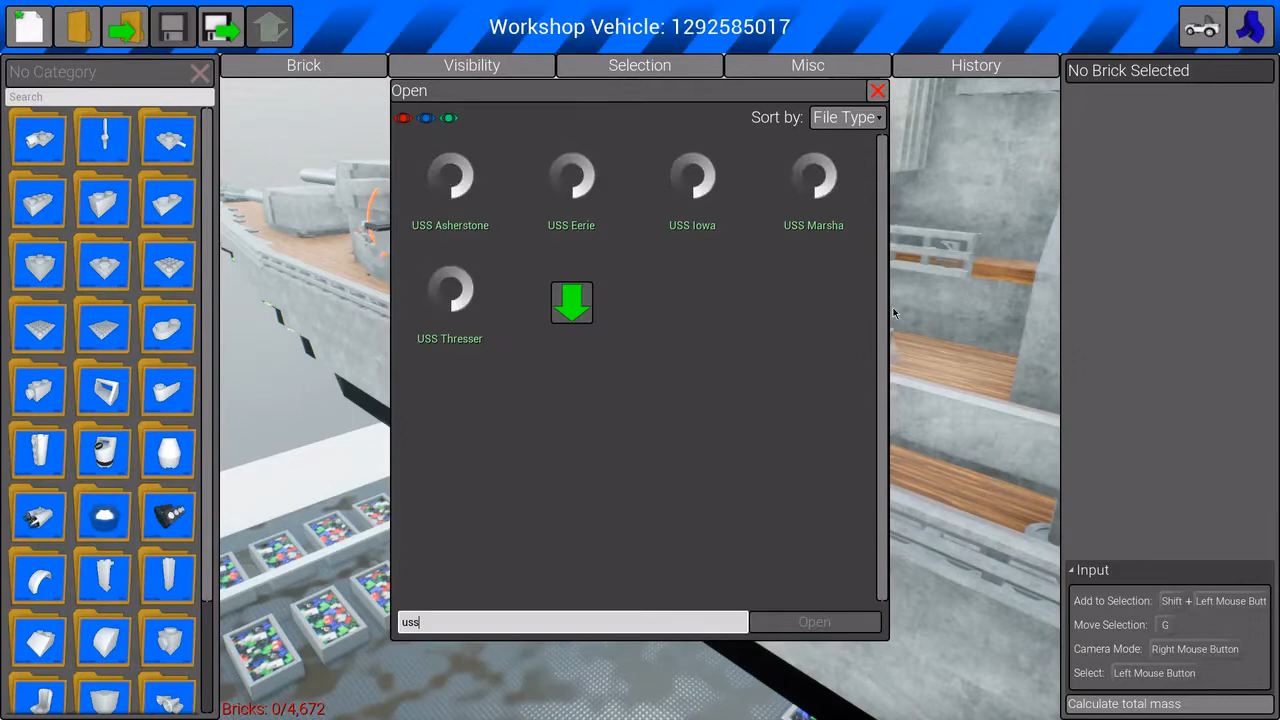 Workshop Vehicle: 1292585017
No Category
Search
Brick
Visibility
Selection
Misc
History
No Brick Selected
Open
Sort by:
File Type
USS Asherstone
USS Eerie
USS Iowa
USS Marsha
USS Thresser
uss
Open
Input
Add to Selection: Shift + Left Mouse Butt
Move Selection: G
Camera Mode: Right Mouse Button
Select: Left Mouse Button
Calculate total mass
Bricks: 0/4,672